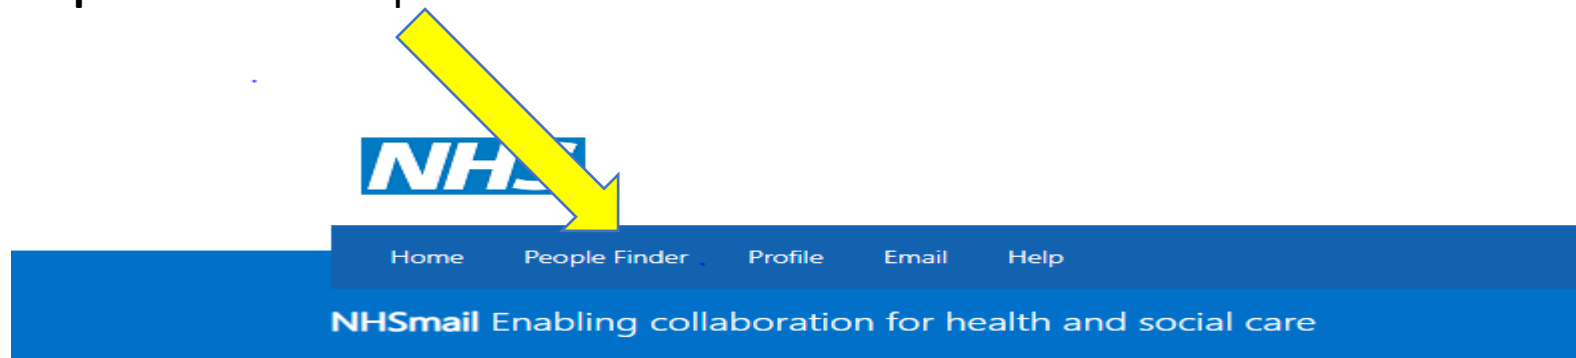 NHS
Home People Finder Profile Email Help
NHSmail Enabling collaboration for health and social care